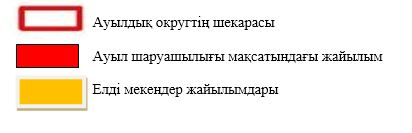 Ауылдық округтің шекарасы
Ауыл шаруашылығы мақсатындағы жайылым
Елді мекендер жайылымдары